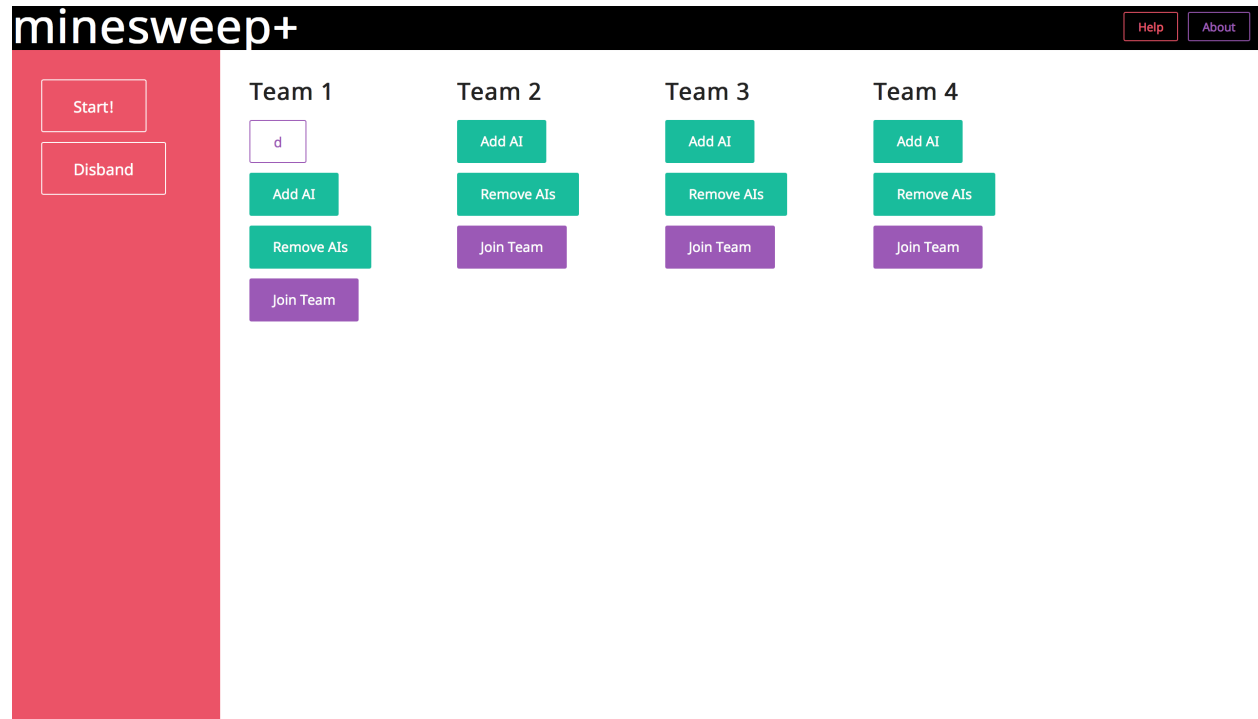 minesweep+
Help
About
Start!
Disband
Team 1
d
Add AI
Remove AIs
Join Team
Team 2
Add AI
Remove AIs
Join Team
Team 3
Add AI
Remove AIs
Join Team
Team 4
Add AI
Remove AIs
Join Team